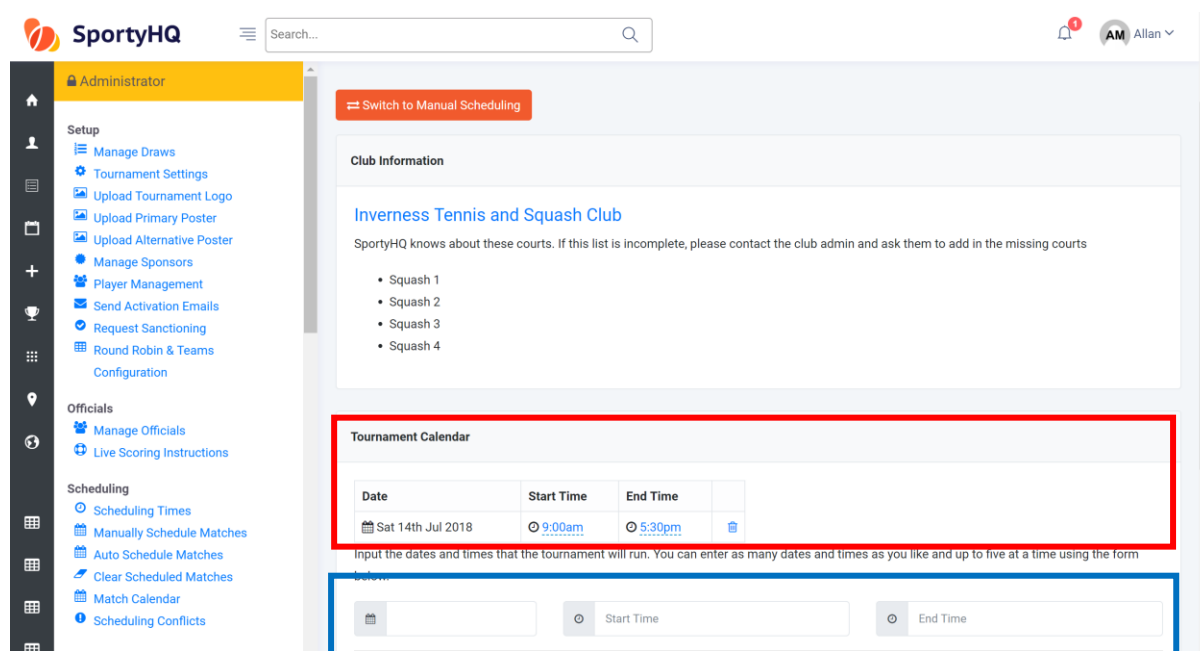 SportyHQ
Search...
1
AM Allan
Administrator
Setup
Manage Draws
Tournament Settings
Upload Tournament Logo
Upload Primary Poster
Upload Alternative Poster
Manage Sponsors
Player Management
Send Activation Emails
Request Sanctioning
Round Robin & Teams
Configuration
Officials
Manage Officials
Live Scoring Instructions
Scheduling
Scheduling Times
Manually Schedule Matches
Auto Schedule Matches
Clear Scheduled Matches
Match Calendar
Scheduling Conflicts
Switch to Manual Scheduling
Club Information
Inverness Tennis and Squash Club
SportyHQ knows about these courts. If this list is incomplete, please contact the club admin and ask them to add in the missing courts
• Squash 1
• Squash 2
• Squash 3
• Squash 4
Tournament Calendar
Date Start Time End Time
Sat 14th Jul 2018 9:00am 5:30pm
Input the dates and times that the tournament will run. You can enter as many dates and times as you like and up to five at a time using the form
below.
Start Time End Time